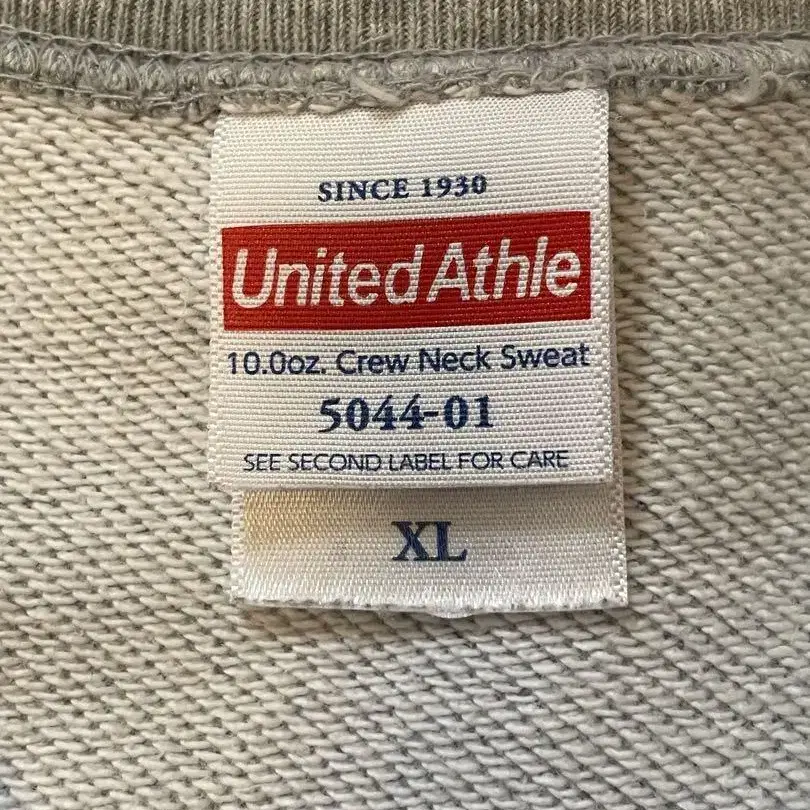 SINCE 1930
United Athle
10.0oz. Crew Neck Sweat
5044-01
SEE SECOND LABEL FOR CARE
XL